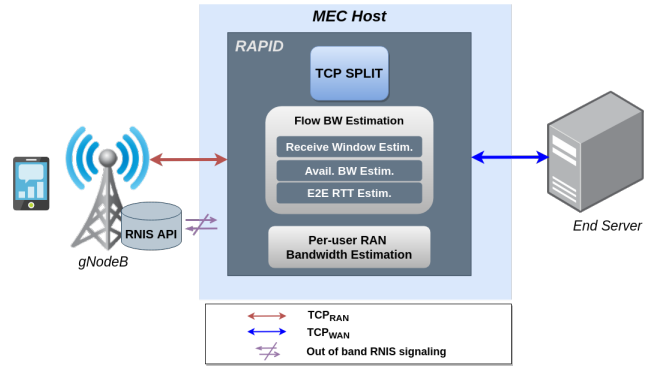 MEC Host
RAPID
TCP SPLIT
Flow BW Estimation
Receive Window Estim.
Avail. BW Estim.
E2E RTT Estim.
Per-user RAN
Bandwidth Estimation
RNIS API
gNodeB
End Server
TCPRAN
TCPWAN
Out of band RNIS signaling